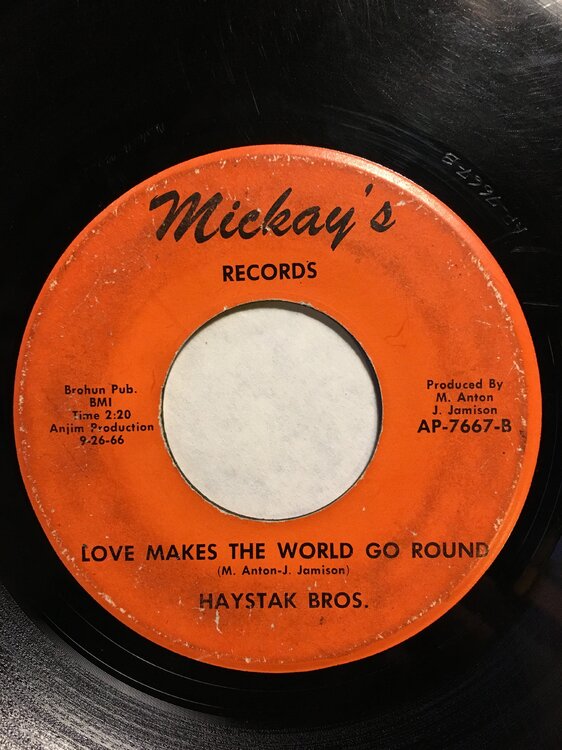 Mickay's
RECORDS
Brohun Pub.
BMI
Time 2:20
Anjim Production
9-26-66
Produced By
M. Anton
J. Jamison
AP-7667-B
LOVE MAKES THE WORLD GO ROUND
(M. Anton-J. Jamison)
HAYSTAK BROS.